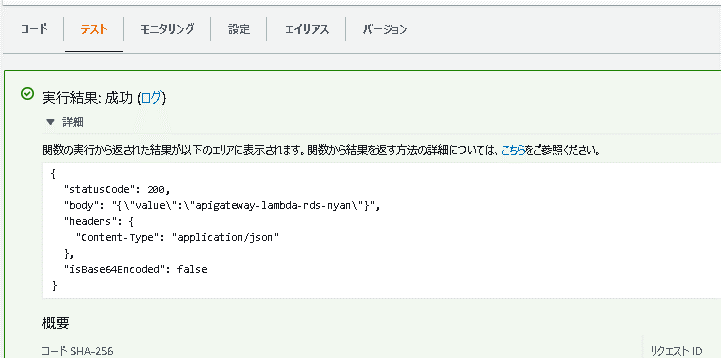 コード テスト モニタリング 設定 エイリアス バージョン
実行結果: 成功 (ログ)
▼ 詳細
関数の実行から返された結果が以下のエリアに表示されます。関数から結果を返す方法の詳細については、こちらをご参照ください。
{
"statusCode": 200,
"body": "{\"value\":\"apigateway-lambda-rds-nyan\"}",
"headers": {
"Content-Type": "application/json"
},
"isBase64Encoded": false
}
概要
コード SHA-256 リクエスト ID